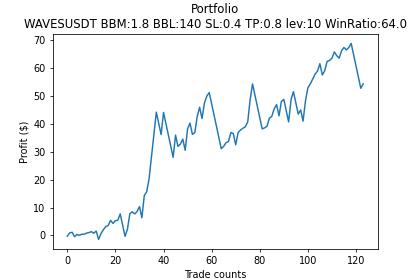 Portfolio
WAVESUSDT BBM:1.8 BBL:140 SL:0.4 TP:0.8 lev:10 WinRatio:64.0
70
60
50
40
30
20
10
0
Profit ($)
0 20 40 60 80 100 120
Trade counts